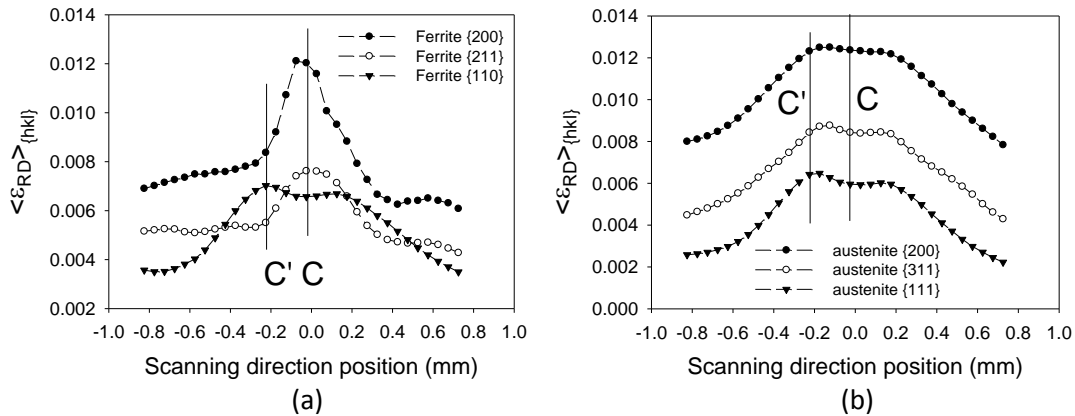 0.014
0.012
0.010
0.008
0.006
0.004
0.002
<εRD>{hkl}
Ferrite {200}
Ferrite {211}
Ferrite {110}
C' C
-1.0 -0.8 -0.6 -0.4 -0.2 0.0 0.2 0.4 0.6 0.8 1.0
Scanning direction position (mm)
(a)
0.014
0.012
0.010
0.008
0.006
0.004
0.002
0.000
<εRD>{hkl}
C' C
austenite {200}
austenite {311}
austenite {111}
-1.0 -0.8 -0.6 -0.4 -0.2 0.0 0.2 0.4 0.6 0.8 1.0
Scanning direction position (mm)
(b)